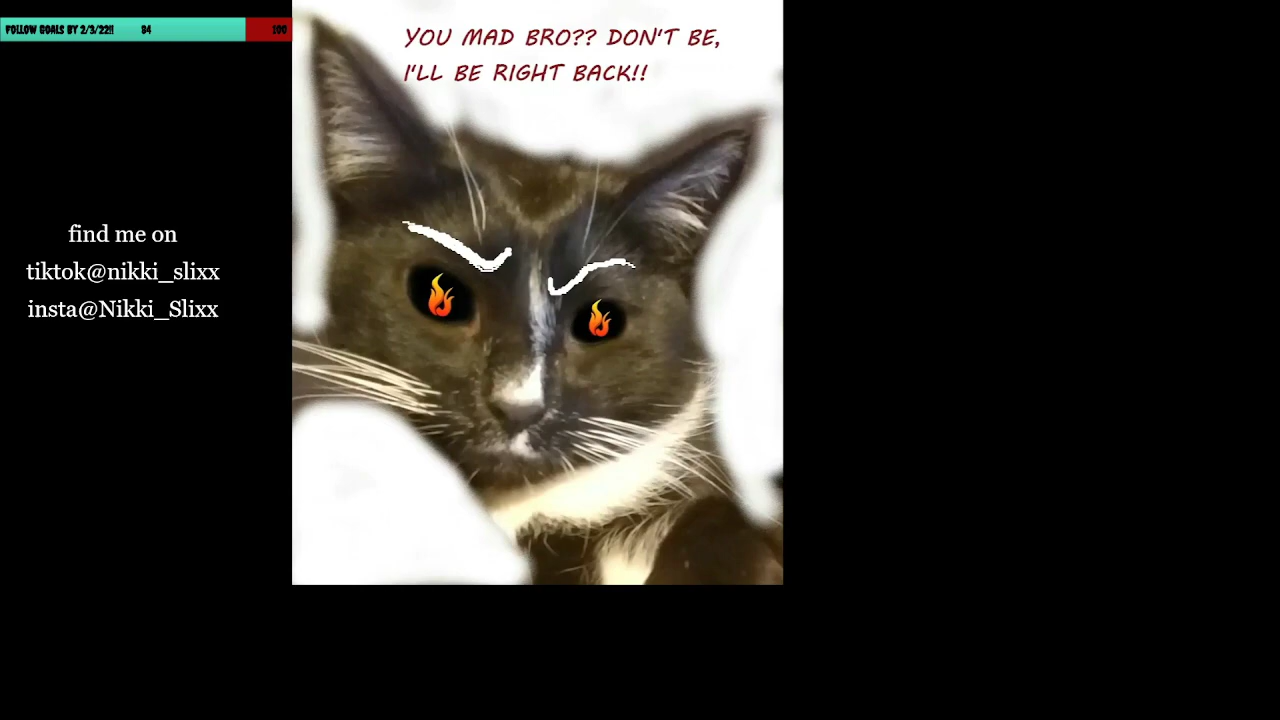 FOLLOW GOALS BY 2/3/22!! 84 100
YOU MAD BRO?? DON'T BE,
I'LL BE RIGHT BACK!!
find me on
tiktok@nikki_slixx
insta@Nikki_Slixx